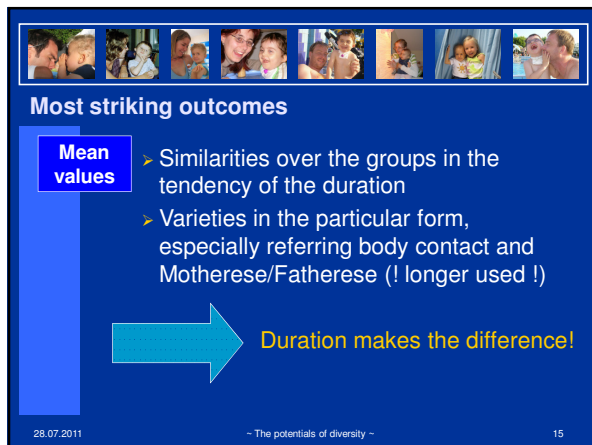 Most striking outcomes
Mean
values
➢ Similarities over the groups in the
tendency of the duration
➢ Varieties in the particular form,
especially referring body contact and
Motherese/Fatherese (! longer used !)
Duration makes the difference!
28.07.2011 ~ The potentials of diversity ~ 15